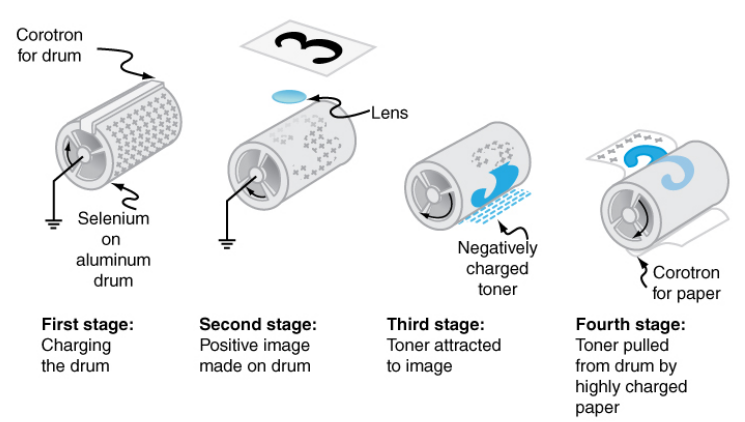 Corotron
for drum
3
Lens
Selenium
on
aluminum
drum
Negatively
charged
toner
Corotron
for paper
First stage:
Charging
the drum
Second stage:
Positive image
made on drum
Third stage:
Toner attracted
to image
Fourth stage:
Toner pulled
from drum by
highly charged
paper